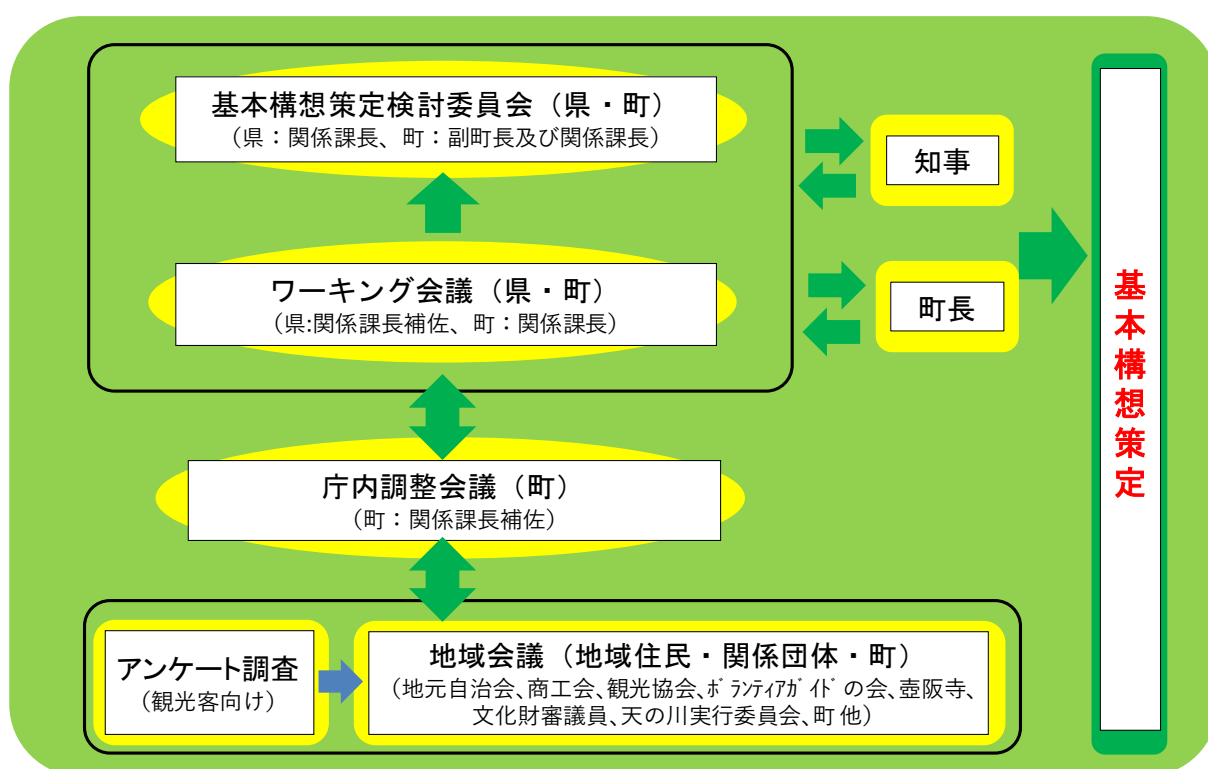 基本構想策定検討委員会（県・町）
（県：関係課長、町：副町長及び関係課長）
知事
ワーキング会議（県・町）
（県:関係課長補佐、町：関係課長）
町長
基本構想策定
庁内調整会議（町）
（町：関係課長補佐）
アンケート調査
（観光客向け）
地域会議（地域住民・関係団体・町）
（地元自治会、商工会、観光協会、ﾎﾞﾗﾝﾃｨｱｶﾞｲﾄﾞの会、壺阪寺、
文化財審議員、天の川実行委員会、町 他）